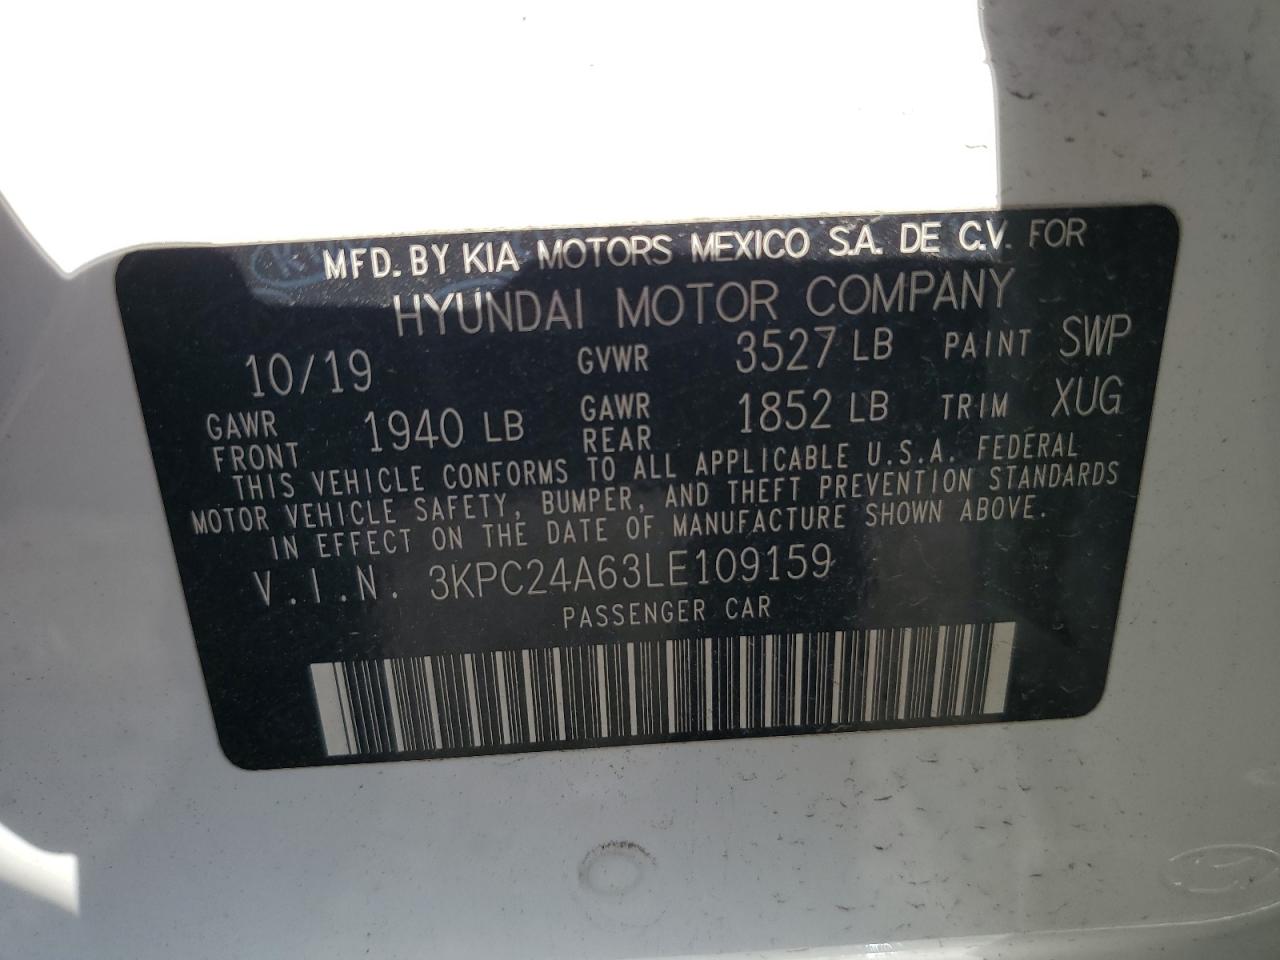 MFD. BY KIA MOTORS MEXICO S.A. DE C.V. FOR
HYUNDAI MOTOR COMPANY
10/19 GVWR 3527 LB PAINT SWP
GAWR FRONT 1940 LB GAWR REAR 1852 LB TRIM XUG
THIS VEHICLE CONFORMS TO ALL APPLICABLE U.S.A. FEDERAL
MOTOR VEHICLE SAFETY, BUMPER, AND THEFT PREVENTION STANDARDS
IN EFFECT ON THE DATE OF MANUFACTURE SHOWN ABOVE.
V.I.N. 3KPC24A63LE109159
PASSENGER CAR